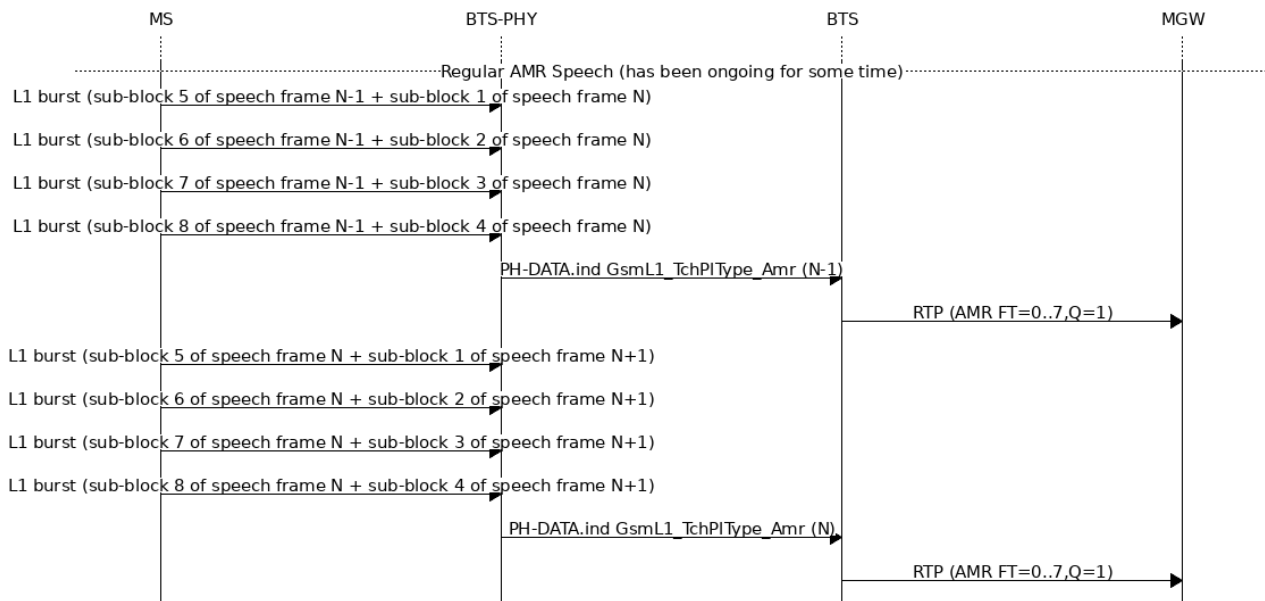 MS BTS-PHY BTS MGW
Regular AMR Speech (has been ongoing for some time)
L1 burst (sub-block 5 of speech frame N-1 + sub-block 1 of speech frame N)
L1 burst (sub-block 6 of speech frame N-1 + sub-block 2 of speech frame N)
L1 burst (sub-block 7 of speech frame N-1 + sub-block 3 of speech frame N)
L1 burst (sub-block 8 of speech frame N-1 + sub-block 4 of speech frame N)
PH-DATA.ind GsmL1_TchPlType_Amr (N-1)
RTP (AMR FT=0..7,Q=1)
L1 burst (sub-block 5 of speech frame N + sub-block 1 of speech frame N+1)
L1 burst (sub-block 6 of speech frame N + sub-block 2 of speech frame N+1)
L1 burst (sub-block 7 of speech frame N + sub-block 3 of speech frame N+1)
L1 burst (sub-block 8 of speech frame N + sub-block 4 of speech frame N+1)
PH-DATA.ind GsmL1_TchPlType_Amr (N)
RTP (AMR FT=0..7,Q=1)